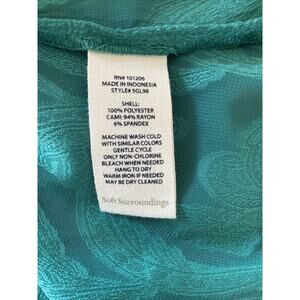 RN# 101206
MADE IN INDONESIA
STYLE# 5GL98
SHELL:
100% POLYESTER
CAMI: 94% RAYON
6% SPANDEX
MACHINE WASH COLD
WITH SIMILAR COLORS
GENTLE CYCLE
ONLY NON-CHLORINE
BLEACH WHEN NEEDED
HANG TO DRY
WARM IRON IF NEEDED
MAY BE DRY CLEANED
Soft Surroundings